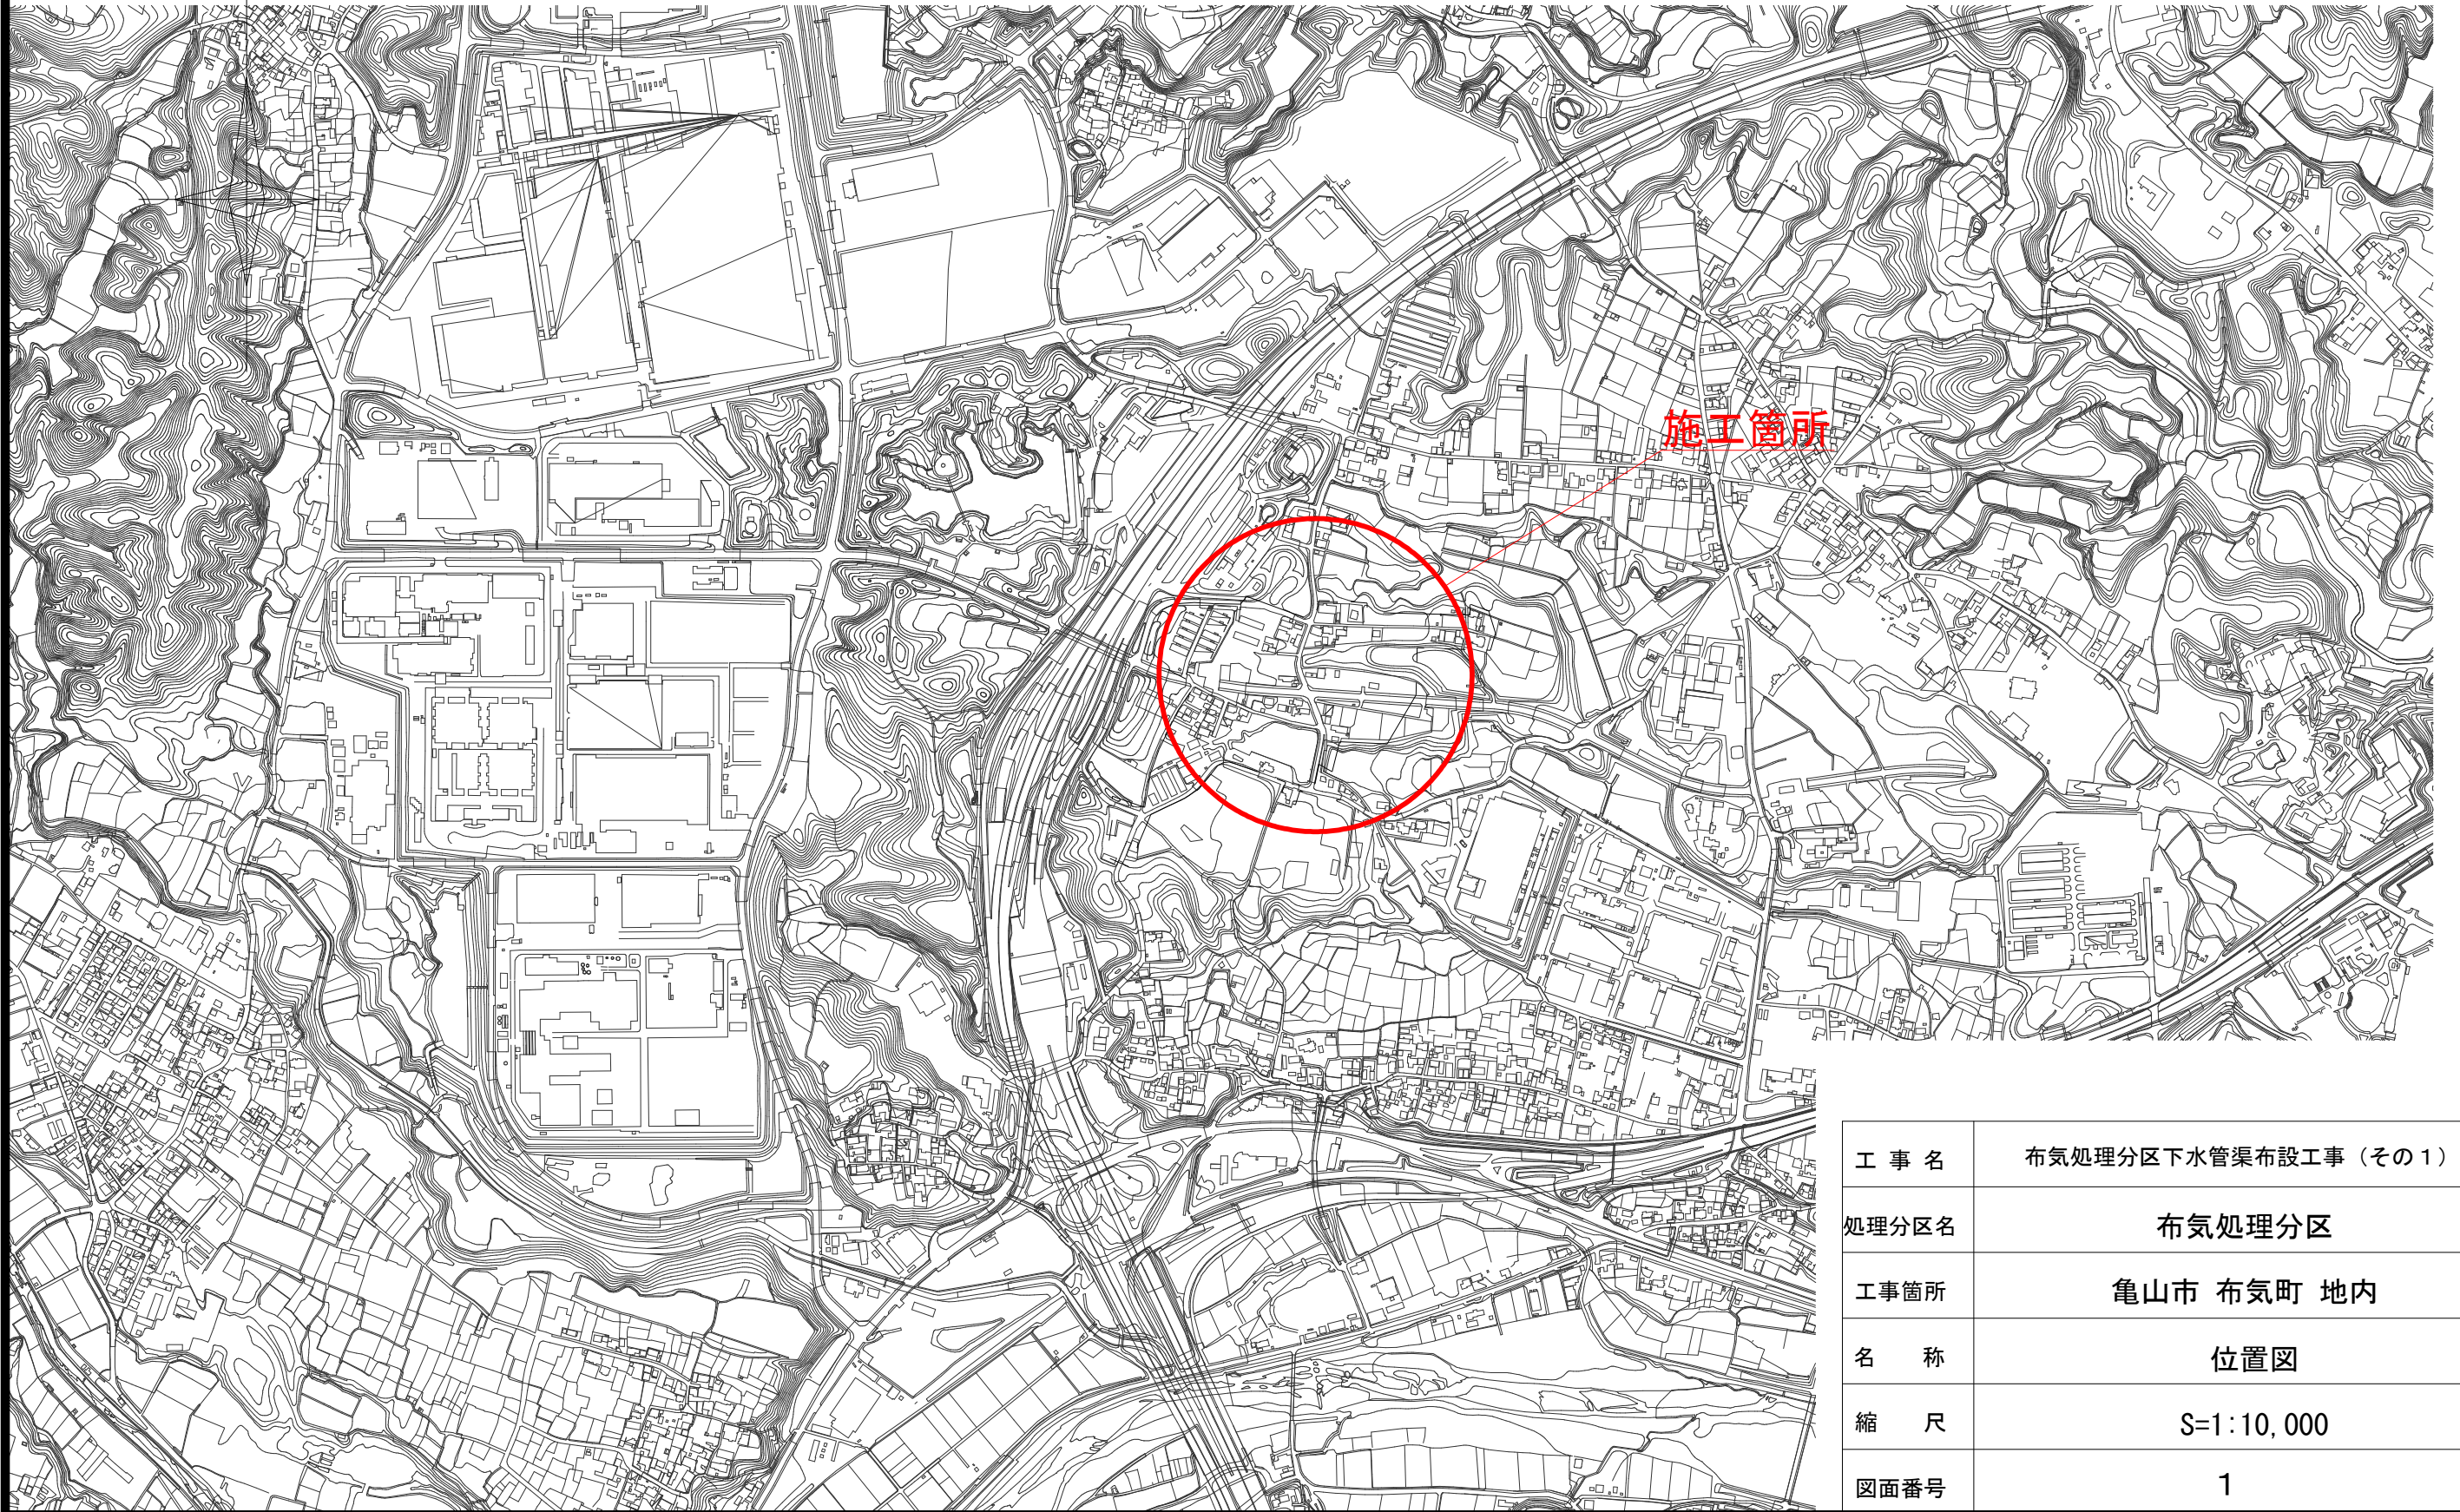 施工箇所
工事名 布気処理分区下水管渠布設工事（その１）
処理分区名 布気処理分区
工事箇所 亀山市 布気町 地内
名称 位置図
縮尺 S=1:10,000
図面番号 1